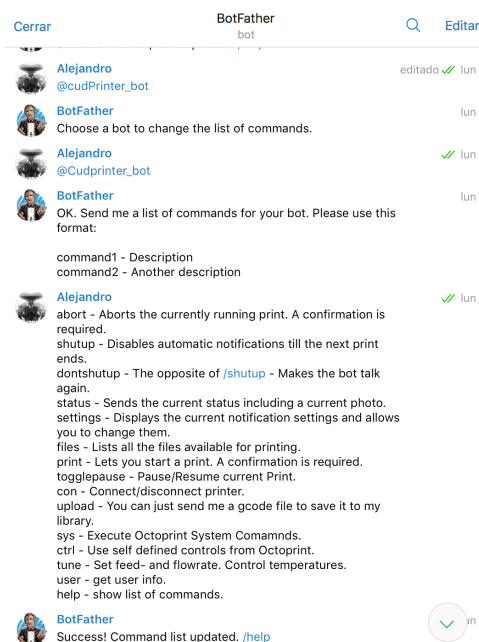 Cerrar
BotFather
bot
Editar
Alejandro
editado lun
@cudPrinter_bot
BotFather
lun
Choose a bot to change the list of commands.
Alejandro
lun
@Cudprinter_bot
BotFather
lun
OK. Send me a list of commands for your bot. Please use this
format:
command1 - Description
command2 - Another description
Alejandro
lun
abort - Aborts the currently running print. A confirmation is
required.
shutup - Disables automatic notifications till the next print
ends.
dontshutup - The opposite of /shutup - Makes the bot talk
again.
status - Sends the current status including a current photo.
settings - Displays the current notification settings and allows
you to change them.
files - Lists all the files available for printing.
print - Lets you start a print. A confirmation is required.
togglepause - Pause/Resume current Print.
con - Connect/disconnect printer.
upload - You can just send me a gcode file to save it to my
library.
sys - Execute Octoprint System Comamnds.
ctrl - Use self defined controls from Octoprint.
tune - Set feed- and flowrate. Control temperatures.
user - get user info.
help - show list of commands.
BotFather
Success! Command list updated. /help